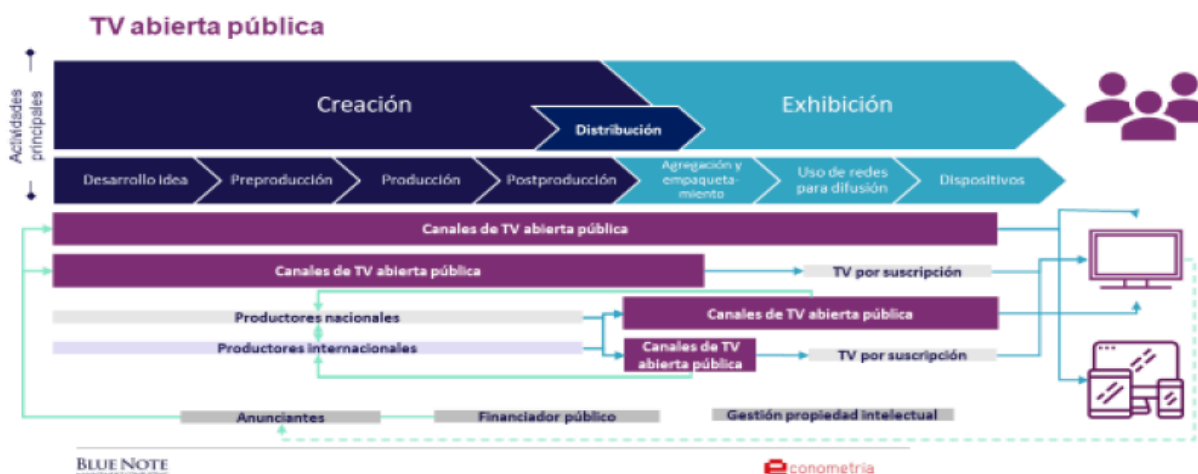 TV abierta pública
Actividades
principales
Creación
Exhibición
Distribución
Desarrollo idea
Preproducción
Producción
Postproducción
Agregación y
empaqueta-
miento
Uso de redes
para difusión
Dispositivos
Canales de TV abierta pública
Canales de TV abierta pública
TV por suscripción
Productores nacionales
Canales de TV abierta pública
Productores internacionales
Canales de TV
abierta pública
TV por suscripción
Anunciantes
Financiador público
Gestión propiedad intelectual
BLUE NOTE
econometría